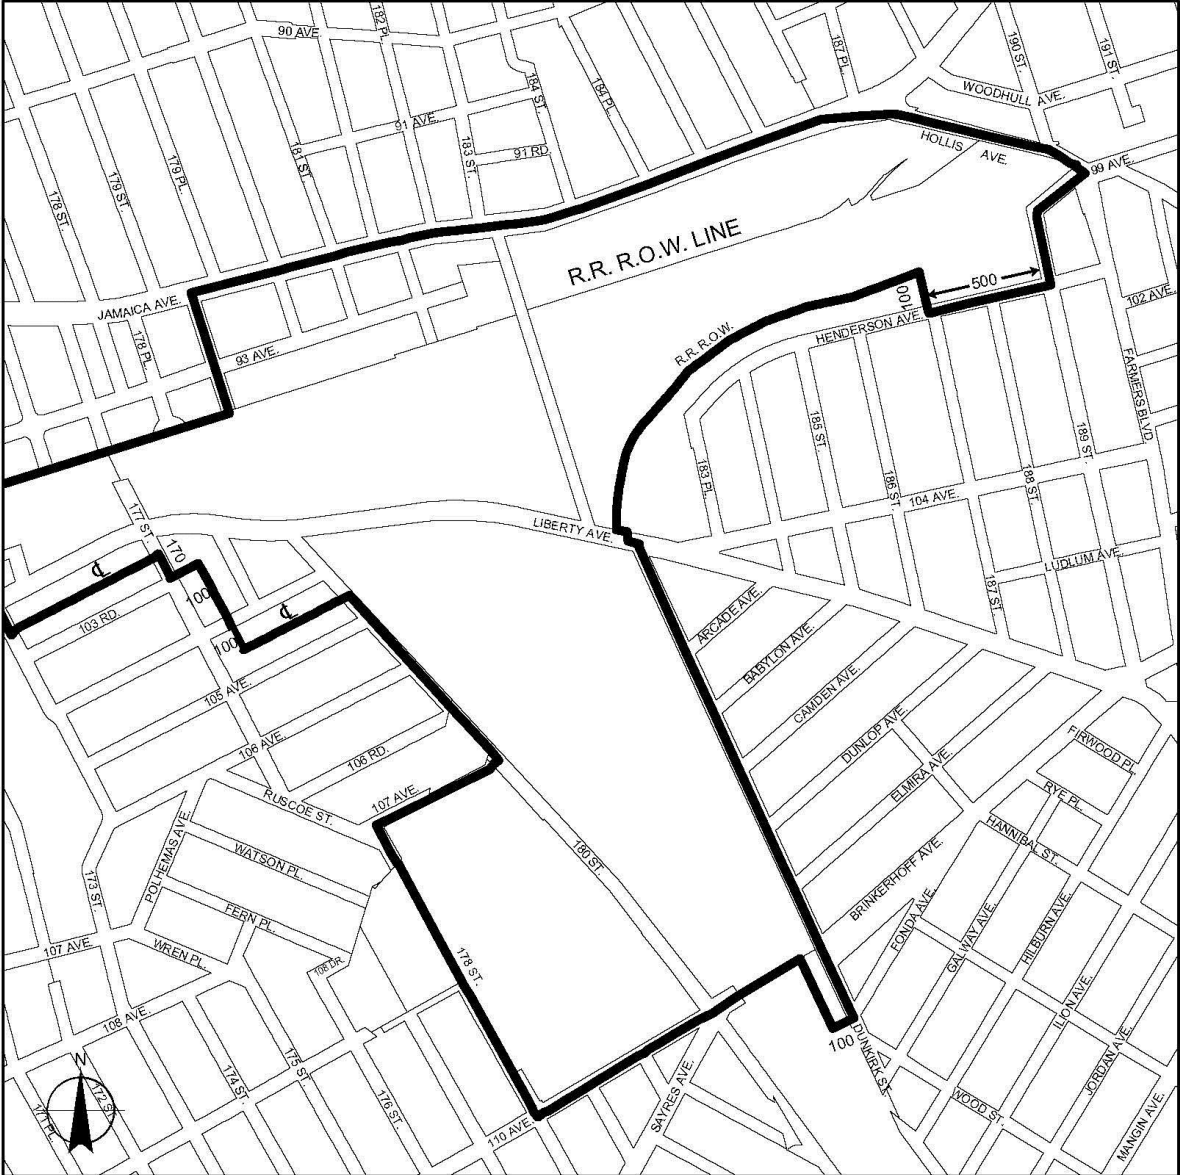 90 AVE.
182 PL.
187 PL.
190 ST.
191 ST.
184 ST.
184 PL.
WOODHULL AVE.
91 AVE.
183 ST.
91 RD.
181 ST.
HOLLIS AVE.
99 AVE.
178 ST.
179 ST.
179 PL.
R.R. R.O.W. LINE
500
100
102 AVE.
JAMAICA AVE.
178 PL.
93 AVE.
R.R. R.O.W.
HENDERSON AVE.
FARMERS BLVD.
185 ST.
189 ST.
183 PL.
186 ST.
188 ST.
104 AVE.
177 ST.
LIBERTY AVE.
170
LUDLUM AVE.
187 ST.
100
103 RD.
100
ARCADE AVE.
BABYLON AVE.
CAMDEN AVE.
105 AVE.
106 AVE.
DUNLOP AVE.
106 RD.
FIRWOOD PL.
ELMIRA AVE.
RUSCOE ST.
107 AVE.
RYE PL.
HANNIBAL ST.
POLHEMAS AVE.
WATSON PL.
180 ST.
BRINKERHOFF AVE.
173 ST.
FERN PL.
FONDA AVE.
GALWAY AVE.
HILBURN AVE.
107 AVE.
WREN PL.
108 DR.
178 ST.
ILION AVE.
108 AVE.
100
DUNKIRK ST.
JORDAN AVE.
N
175 ST.
174 ST.
176 ST.
172 ST.
171 PL.
110 AVE.
SAYRES AVE.
WOOD ST.
MANGIN AVE.